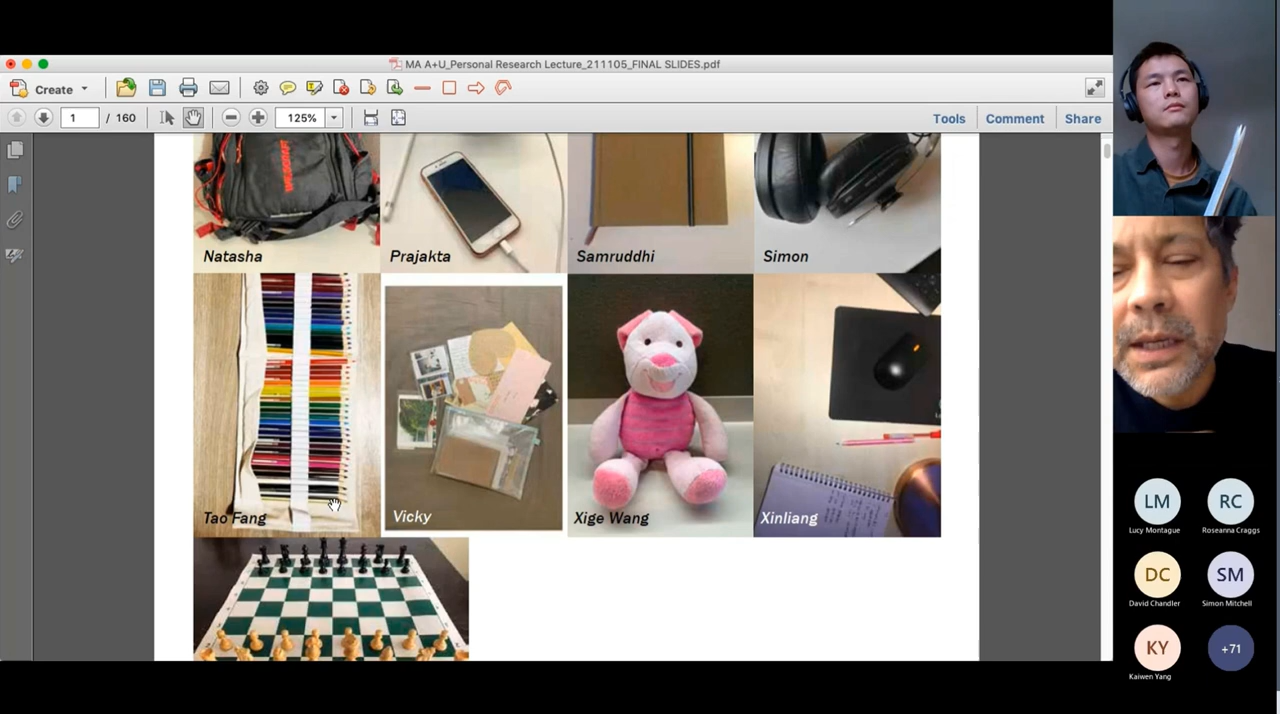 MA A+U_Personal Research Lecture_211105_FINAL SLIDES.pdf
Create
1 / 160
125%
Tools Comment Share
Natasha
Prajakta
Samruddhi
Simon
Tao Fang
Vicky
Xige Wang
Xinliang
LM
RC
Lucy Montague
Roseanna Craggs
DC
SM
David Chandler
Simon Mitchell
KY
+71
Kaiwen Yang